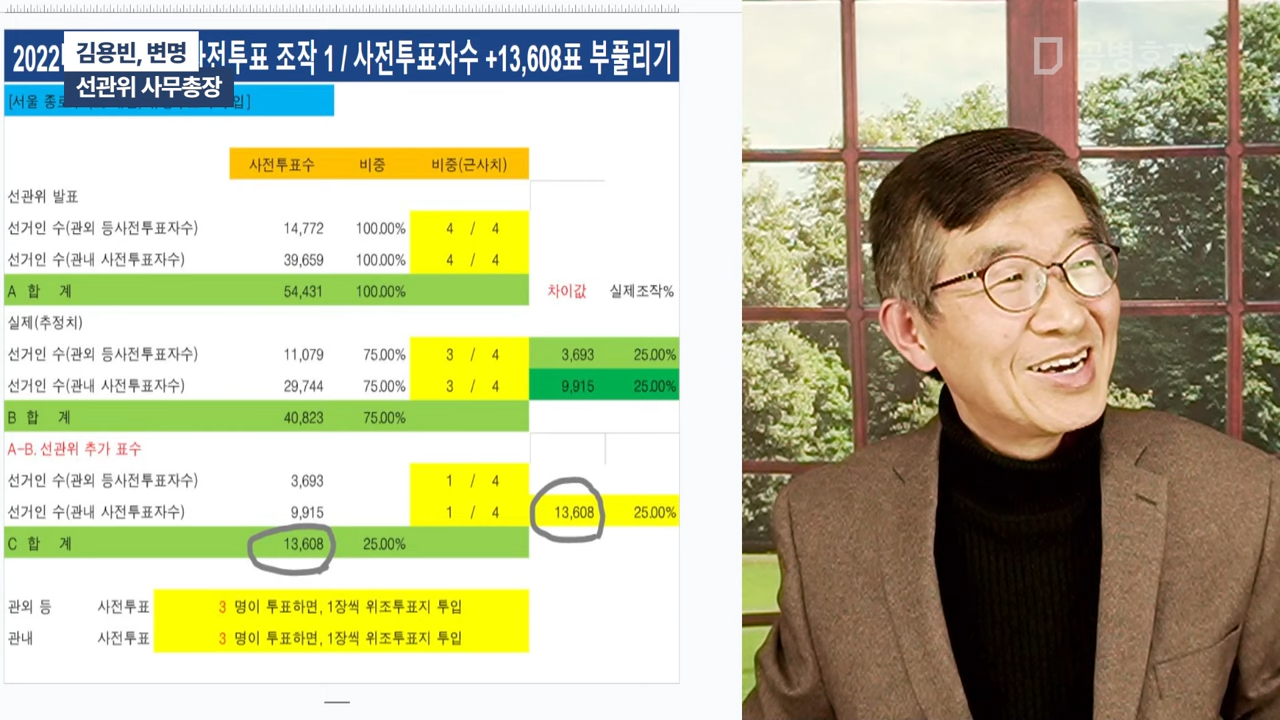 2022 사전투표 조작 1 / 사전투표자수 +13,608표 부풀리기
김용빈, 변명
선관위 사무총장
[서울 종로 입]
공병호
사전투표수 비중 비중(근사치)
선관위 발표
선거인 수(관외 등사전투표자수) 14,772 100.00% 4 / 4
선거인 수(관내 사전투표자수) 39,659 100.00% 4 / 4
A 합 계 54,431 100.00% 차이값 실제조작%
실제(추정치)
선거인 수(관외 등사전투표자수) 11,079 75.00% 3 / 4 3,693 25.00%
선거인 수(관내 사전투표자수) 29,744 75.00% 3 / 4 9,915 25.00%
B 합 계 40,823 75.00%
A-B. 선관위 추가 표수
선거인 수(관외 등사전투표자수) 3,693 1 / 4
선거인 수(관내 사전투표자수) 9,915 1 / 4 13,608 25.00%
C 합 계 13,608 25.00%
관외 등 사전투표 3 명이 투표하면, 1장씩 위조투표지 투입
관내 사전투표 3 명이 투표하면, 1장씩 위조투표지 투입